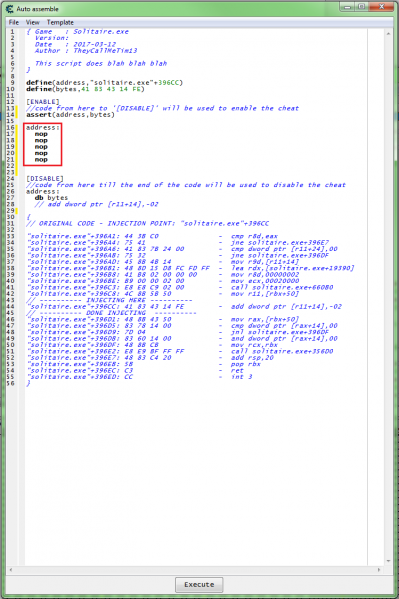 Auto assemble
File View Template
1 { Game : Solitaire.exe
2 Version:
3 Date : 2017-03-12
4 Author : TheyCallMeTim13
5
6 This script does blah blah blah
7 }
8
9 define(address,"solitaire.exe"+396CC)
10 define(bytes,41 83 43 14 FE)
11
12 [ENABLE]
13 //code from here to '[DISABLE]' will be used to enable the cheat
14 assert(address,bytes)
15
16 address:
17 nop
18 nop
19 nop
20 nop
21 nop
22
23
24 [DISABLE]
25 //code from here till the end of the code will be used to disable the cheat
26 address:
27 db bytes
28 // add dword ptr [r11+14],-02
29
30 {
31 // ORIGINAL CODE - INJECTION POINT: "solitaire.exe"+396CC
32
33 "solitaire.exe"+396A1: 44 3B C0 - cmp r8d,eax
34 "solitaire.exe"+396A4: 75 41 - jne solitaire.exe+396E7
35 "solitaire.exe"+396A6: 41 83 7B 24 00 - cmp dword ptr [r11+24],00
36 "solitaire.exe"+396AB: 75 32 - jne solitaire.exe+396DF
37 "solitaire.exe"+396AD: 45 8B 4B 14 - mov r9d,[r11+14]
38 "solitaire.exe"+396B1: 48 8D 15 D8 FC FD FF - lea rdx,[solitaire.exe+19390]
39 "solitaire.exe"+396B8: 41 B8 02 00 00 00 - mov r8d,00000002
40 "solitaire.exe"+396BE: B9 00 00 02 00 - mov ecx,00020000
41 "solitaire.exe"+396C3: E8 E8 C9 02 00 - call solitaire.exe+660B0
42 "solitaire.exe"+396C8: 4C 8B 5B 50 - mov r11,[rbx+50]
43 // ---------- INJECTING HERE ----------
44 "solitaire.exe"+396CC: 41 83 43 14 FE - add dword ptr [r11+14],-02
45 // ---------- DONE INJECTING ----------
46 "solitaire.exe"+396D1: 48 8B 43 50 - mov rax,[rbx+50]
47 "solitaire.exe"+396D5: 83 78 14 00 - cmp dword ptr [rax+14],00
48 "solitaire.exe"+396D9: 7D 04 - jnl solitaire.exe+396DF
49 "solitaire.exe"+396DB: 83 60 14 00 - and dword ptr [rax+14],00
50 "solitaire.exe"+396DF: 48 8B CB - mov rcx,rbx
51 "solitaire.exe"+396E2: E8 E9 BF FF FF - call solitaire.exe+356D0
52 "solitaire.exe"+396E7: 48 83 C4 20 - add rsp,20
53 "solitaire.exe"+396EB: 5B - pop rbx
54 "solitaire.exe"+396EC: C3 - ret
55 "solitaire.exe"+396ED: CC - int 3
56 }
Execute